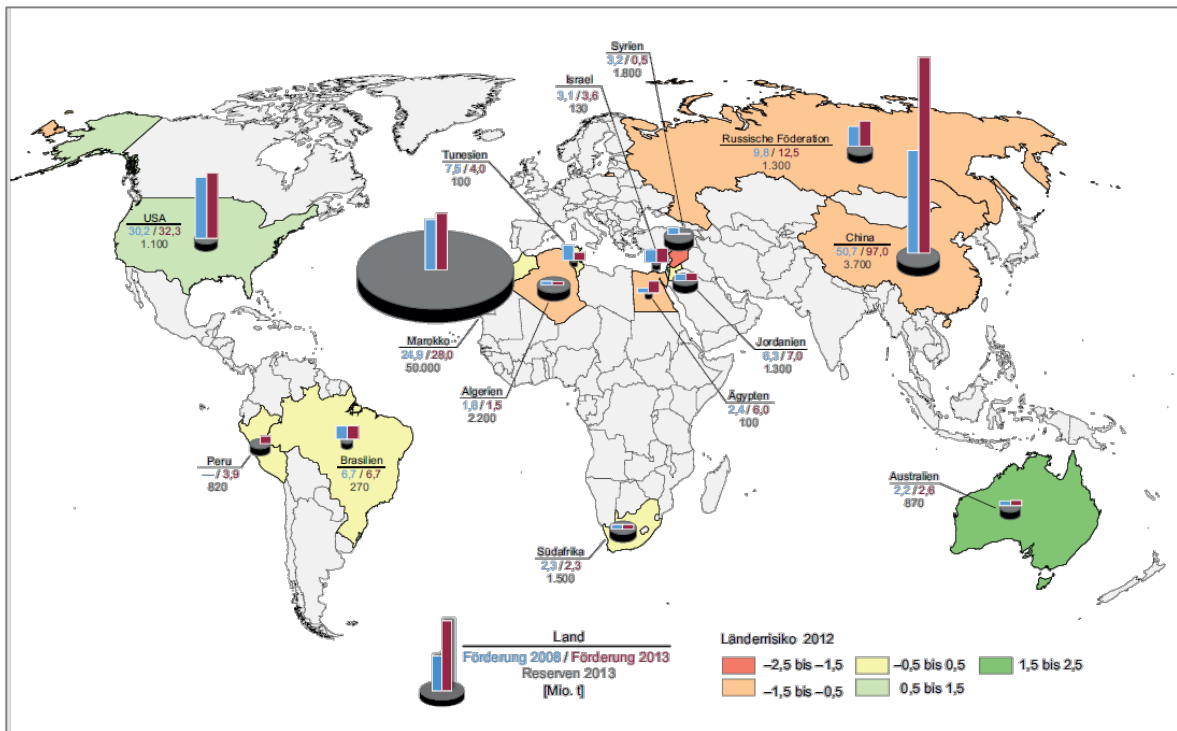 Syrien
3,2 / 0,5
1.800
Israel
3,1 / 3,6
130
Russische Föderation
9,8 / 12,5
1.300
Tunesien
7,5 / 4,0
100
USA
30,2 / 32,3
1.100
China
50,7 / 97,0
3.700
Marokko
24,9 / 28,0
50.000
Jordanien
6,3 / 7,0
1.300
Algerien
1,8 / 1,5
2.200
Ägypten
2,4 / 6,0
100
Peru
— / 3,9
820
Brasilien
6,7 / 6,7
270
Australien
2,2 / 2,6
870
Südafrika
2,3 / 2,3
1.500
Land
Förderung 2008 / Förderung 2013
Reserven 2013
[Mio. t]
Länderrisiko 2012
–2,5 bis –1,5
–0,5 bis 0,5
1,5 bis 2,5
–1,5 bis –0,5
0,5 bis 1,5